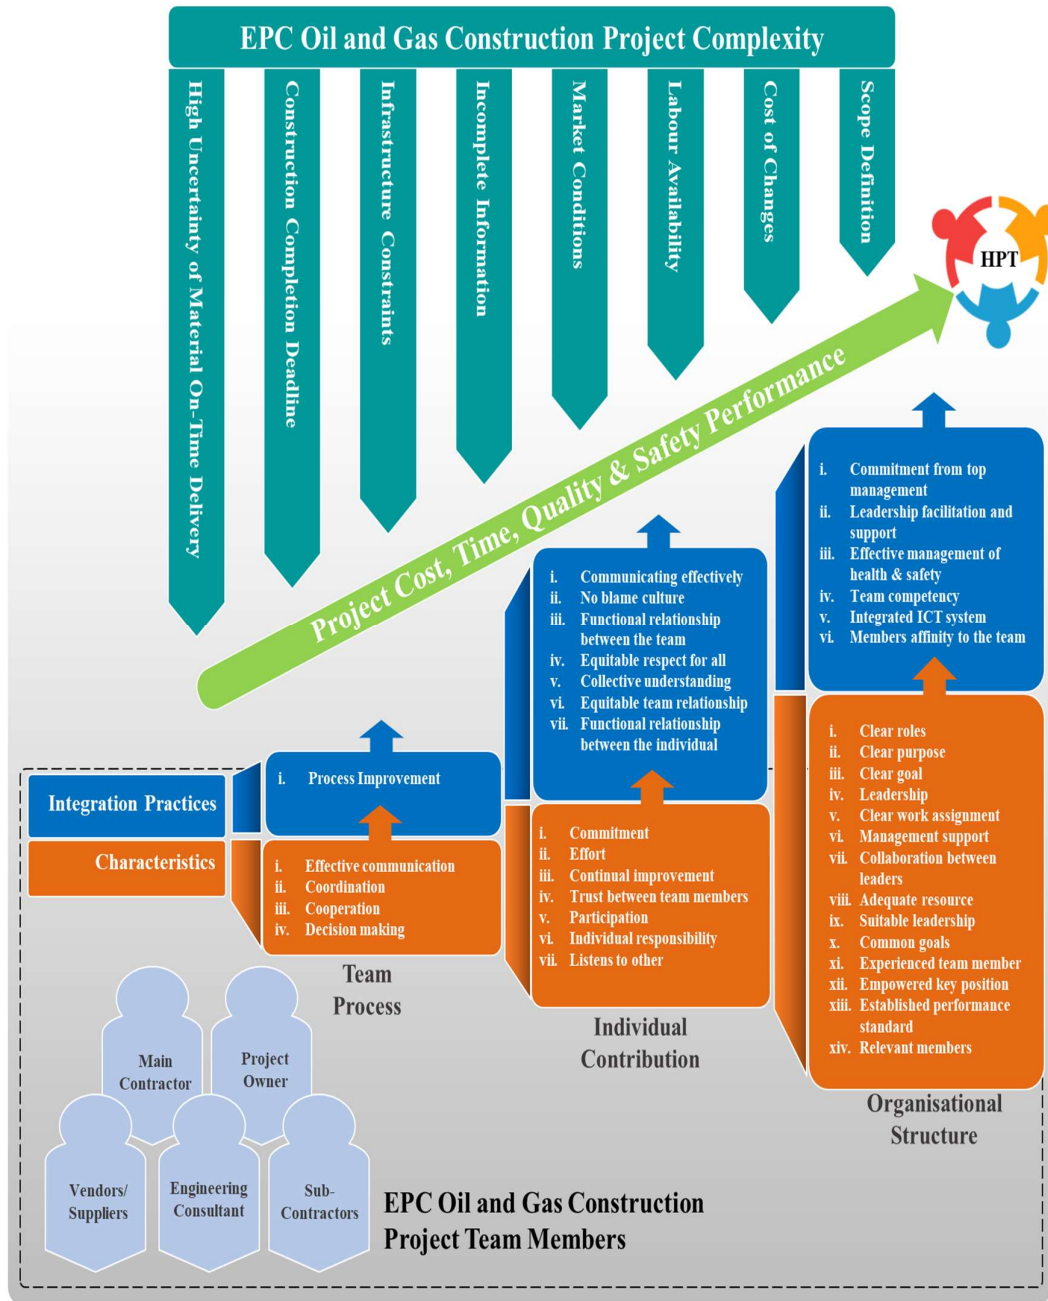 EPC Oil and Gas Construction Project Complexity
High Uncertainty of Material On-Time Delivery
Construction Completion Deadline
Infrastructure Constraints
Incomplete Information
Market Conditions
Labour Availability
Cost of Changes
Scope Definition
HPT
Project Cost, Time, Quality & Safety Performance
Integration Practices
Characteristics
i. Process Improvement
i. Effective communication
ii. Coordination
iii. Cooperation
iv. Decision making
Team
Process
i. Communicating effectively
ii. No blame culture
iii. Functional relationship
between the team
iv. Equitable respect for all
v. Collective understanding
vi. Equitable team relationship
vii. Functional relationship
between the individual
i. Commitment
ii. Effort
iii. Continual improvement
iv. Trust between team members
v. Participation
vi. Individual responsibility
vii. Listens to other
Individual
Contribution
i. Commitment from top
management
ii. Leadership facilitation and
support
iii. Effective management of
health & safety
iv. Team competency
v. Integrated ICT system
vi. Members affinity to the team
i. Clear roles
ii. Clear purpose
iii. Clear goal
iv. Leadership
v. Clear work assignment
vi. Management support
vii. Collaboration between
leaders
viii. Adequate resource
ix. Suitable leadership
x. Common goals
xi. Experienced team member
xii. Empowered key position
xiii. Established performance
standard
xiv. Relevant members
Organisational
Structure
Main
Contractor
Project
Owner
Vendors/
Suppliers
Engineering
Consultant
Sub-
Contractors
EPC Oil and Gas Construction
Project Team Members